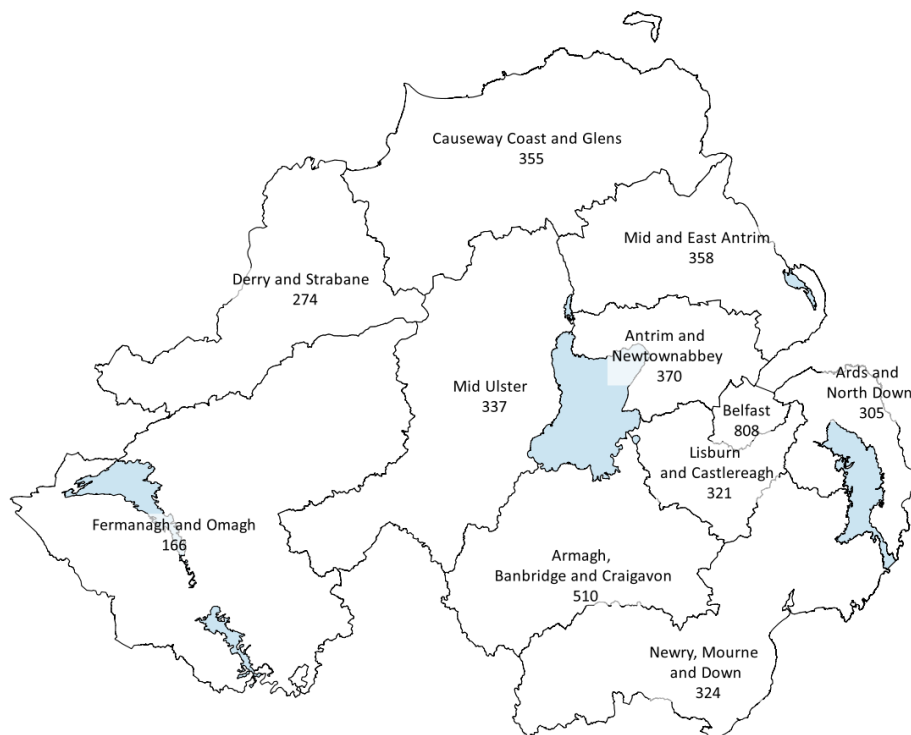 Causeway Coast and Glens
355
Mid and East Antrim
358
Derry and Strabane
274
Antrim and
Newtownabbey
370
Ards and
North Down
305
Mid Ulster
337
Belfast
808
Lisburn
and Castlereagh
321
Fermanagh and Omagh
166
Armagh,
Banbridge and Craigavon
510
Newry, Mourne
and Down
324